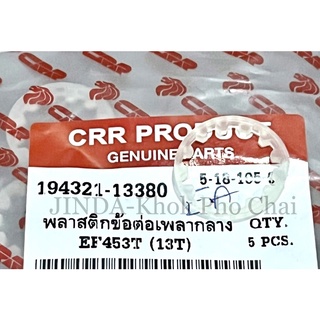 CRR PRODUCT
GENUINE PARTS
194321-13380
5-18-105
JINDA-Khoh Pho Chai
พลาสติกข้อต่อเพลากลาง QTY.
EF453T (13T) 5 PCS.